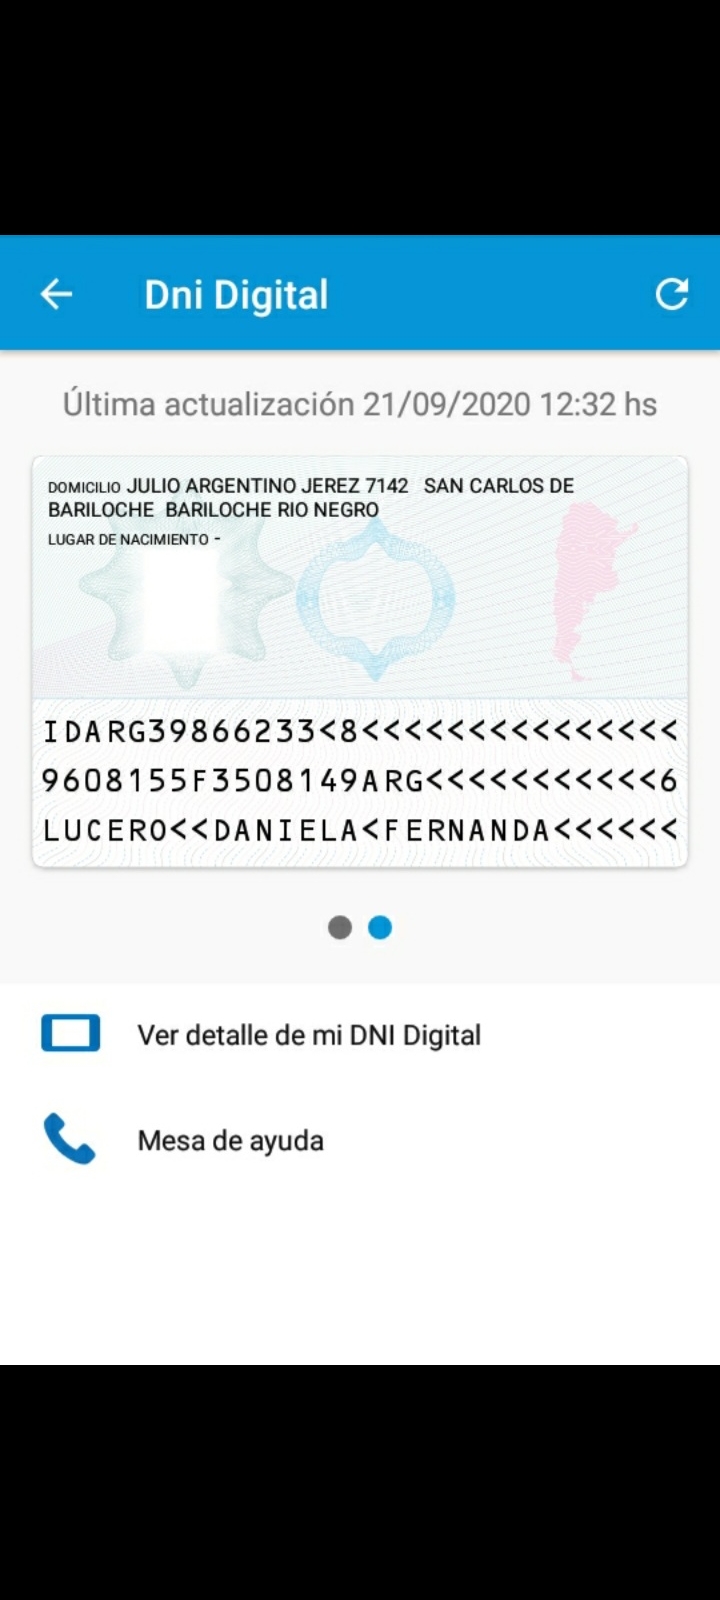 Dni Digital
Última actualización 21/09/2020 12:32 hs
DOMICILIO JULIO ARGENTINO JEREZ 7142 SAN CARLOS DE
BARILOCHE BARILOCHE RIO NEGRO
LUGAR DE NACIMIENTO -
IDARG39866233<8<<<<<<<<<<<<<<<
9608155F3508149ARG<<<<<<<<<<<6
LUCERO<<DANIELA<FERNANDA<<<<<<
Ver detalle de mi DNI Digital
Mesa de ayuda